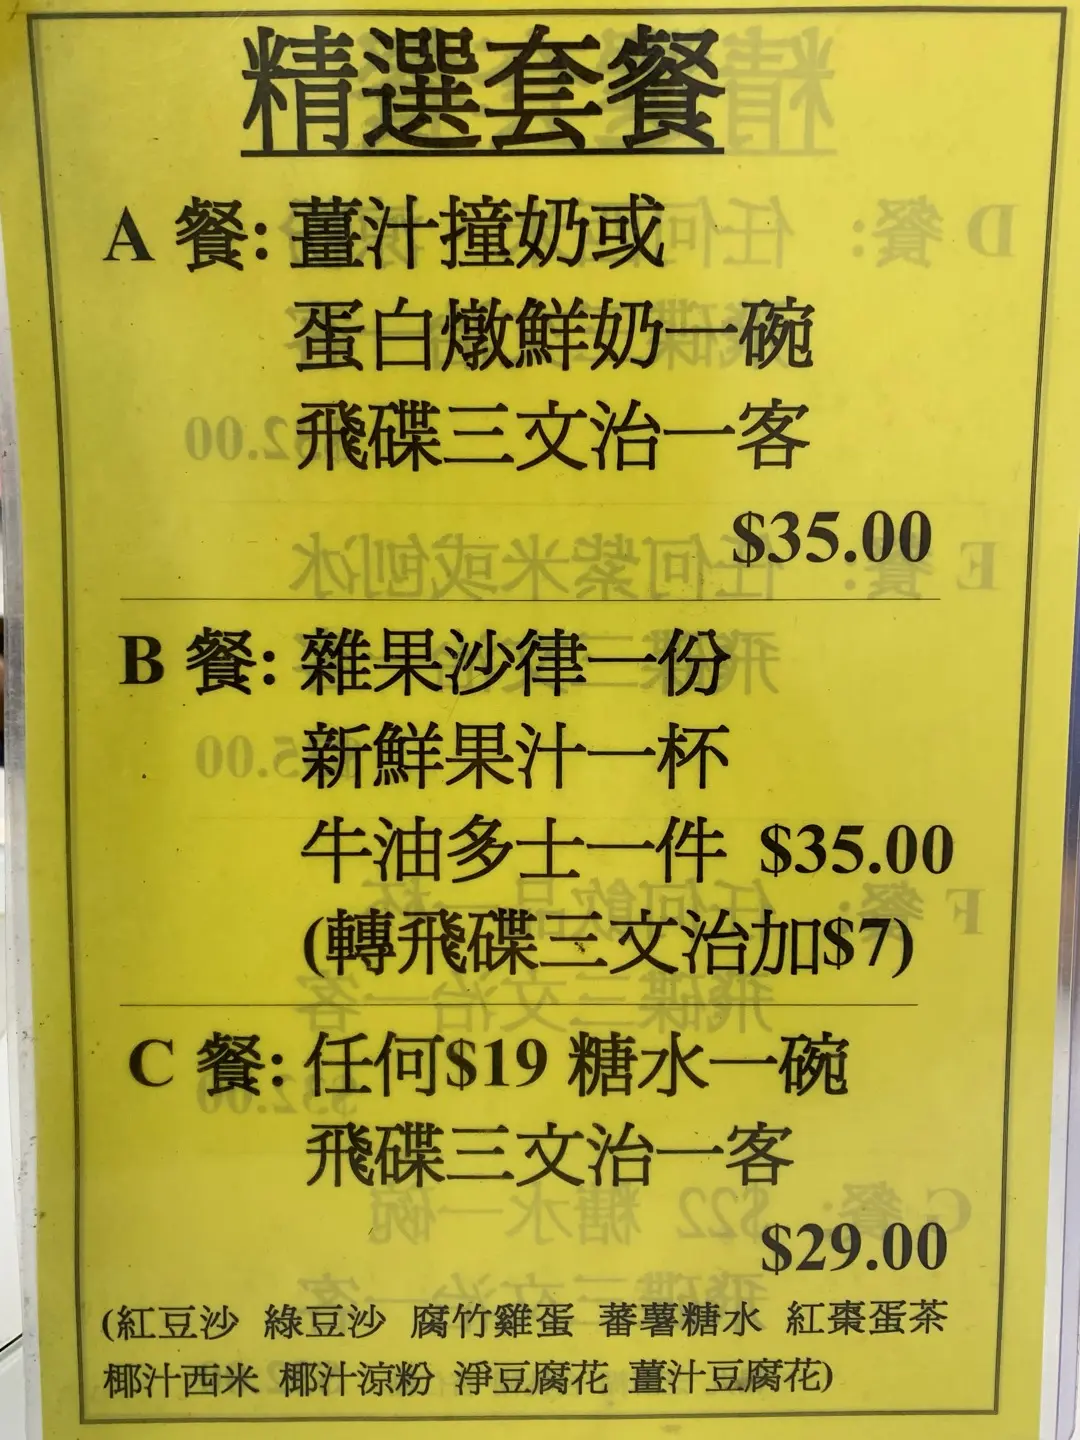 精選套餐
A 餐: 薑汁撞奶或
蛋白燉鮮奶一碗
飛碟三文治一客
$35.00
B 餐: 雜果沙律一份
新鮮果汁一杯
牛油多士一件 $35.00
(轉飛碟三文治加$7)
C 餐: 任何$19 糖水一碗
飛碟三文治一客
$29.00
(紅豆沙 綠豆沙 腐竹雞蛋 蕃薯糖水 紅棗蛋茶
椰汁西米 椰汁涼粉 淨豆腐花 薑汁豆腐花)